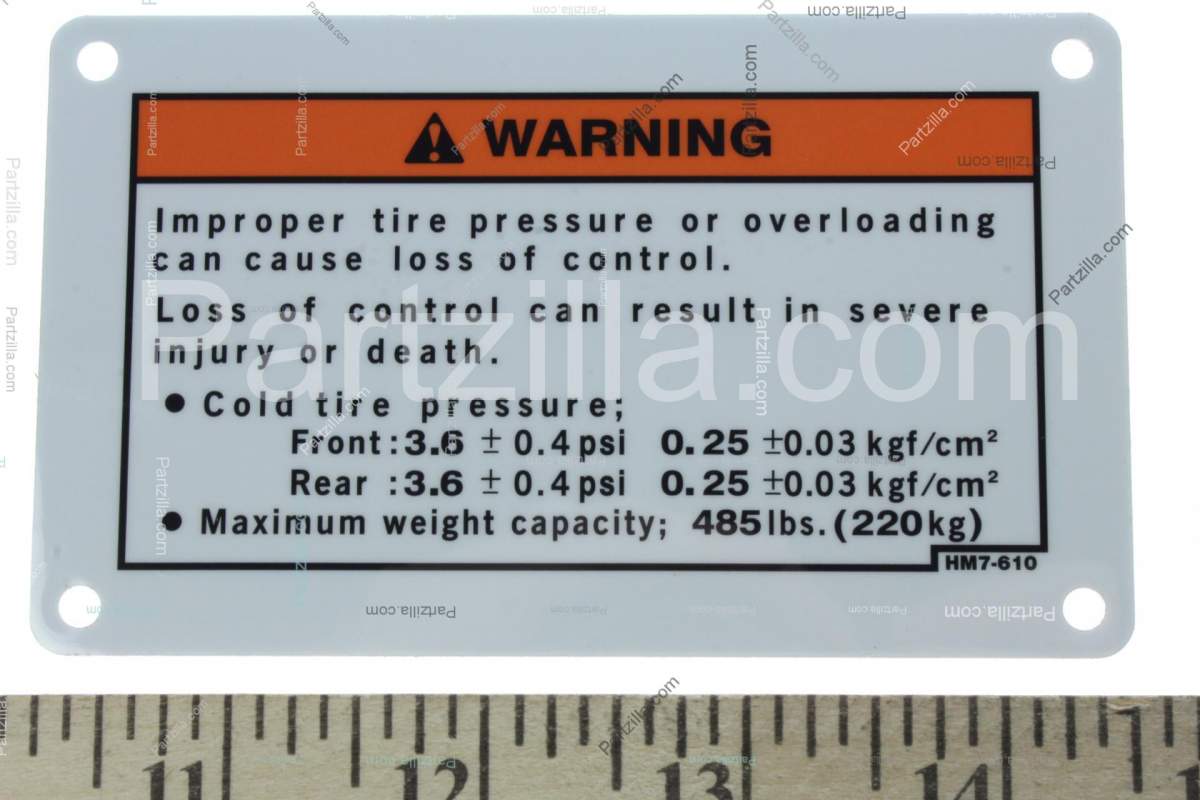 WARNING
Improper tire pressure or overloading
can cause loss of control.
Loss of control can result in severe
injury or death.
● Cold tire pressure;
Front : 3.6 ± 0.4 psi 0.25 ±0.03 kgf/cm²
Rear : 3.6 ± 0.4 psi 0.25 ±0.03 kgf/cm²
● Maximum weight capacity; 485 lbs. (220 kg)
HM7-610
Partzilla.com
11 12 13 14